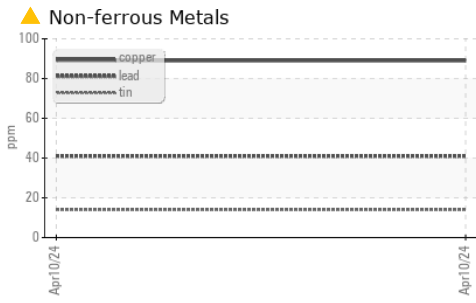 Non-ferrous Metals
100
80
60
40
20
0
ppm
copper
lead
tin
Apr10/24
Apr10/24